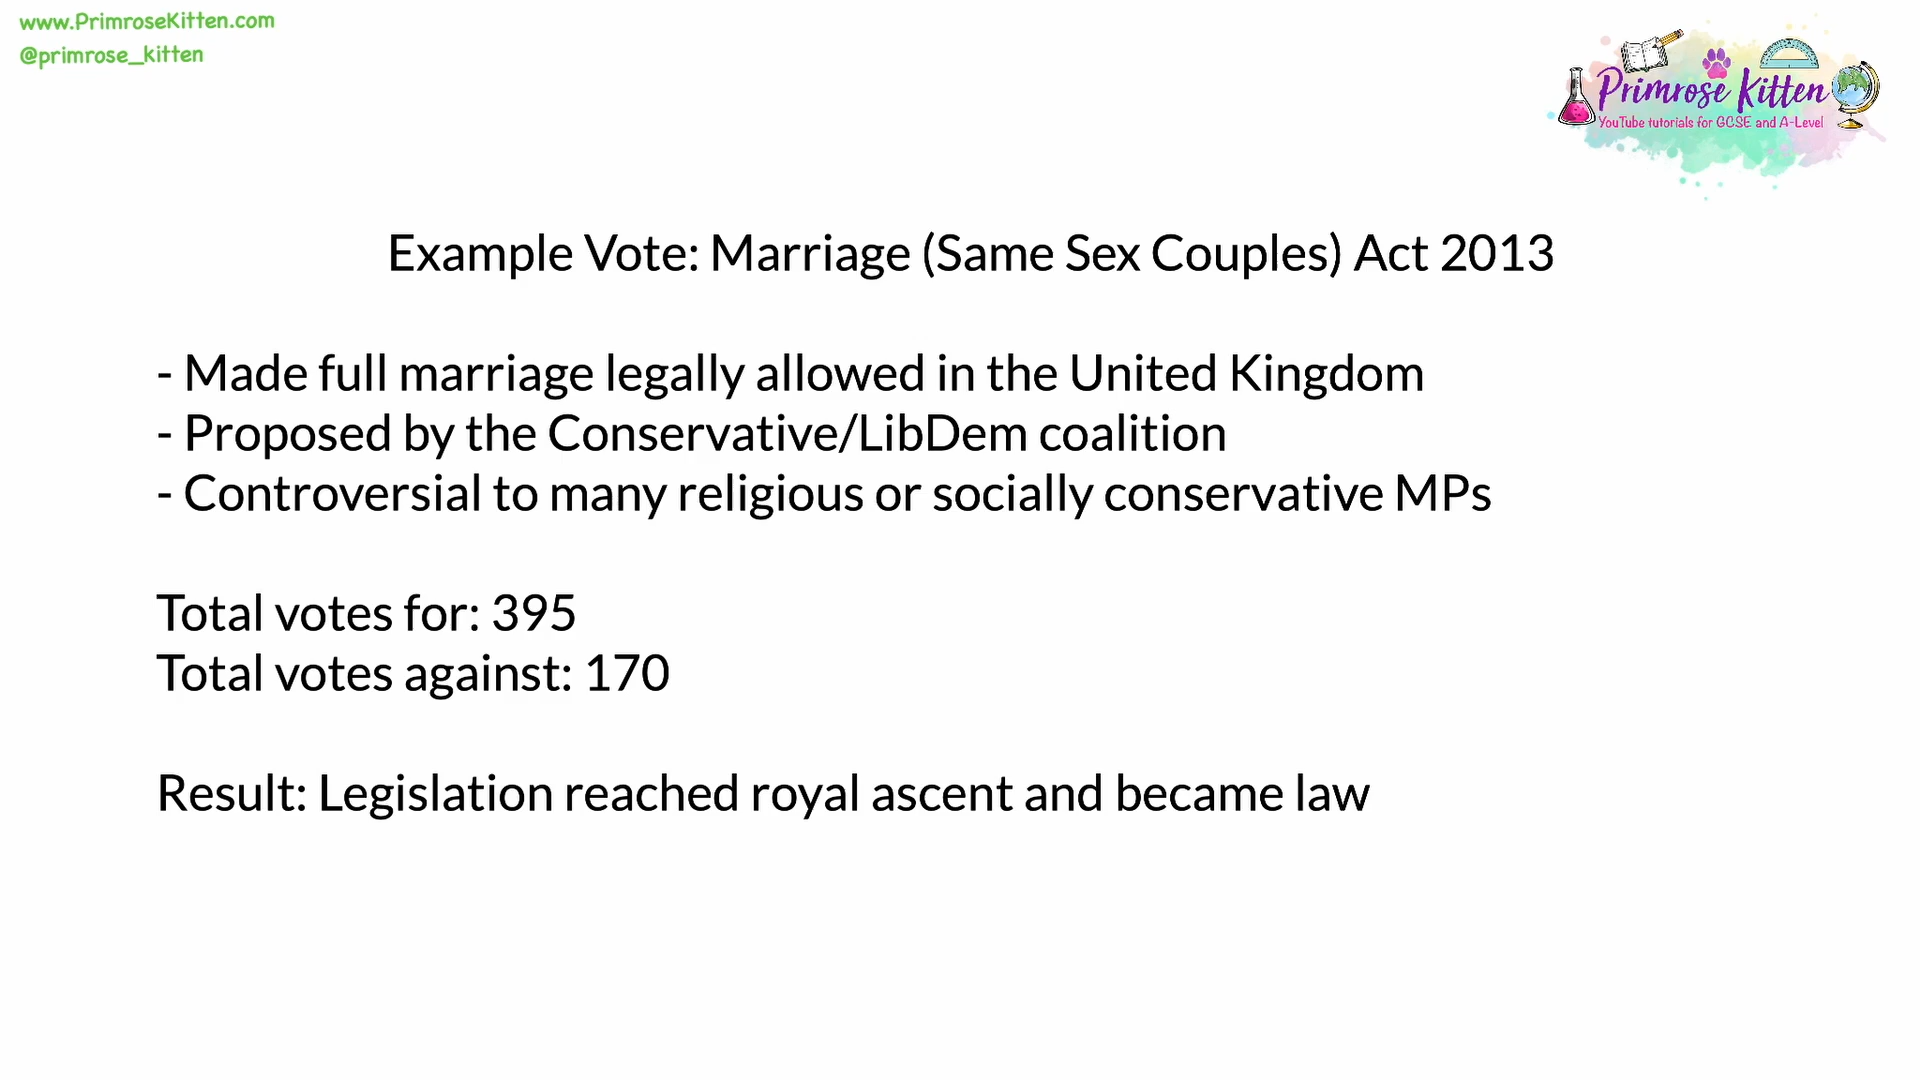 www.PrimroseKitten.com
@primrose_kitten
Primrose Kitten
YouTube tutorials for GCSE and A-Level
Example Vote: Marriage (Same Sex Couples) Act 2013
- Made full marriage legally allowed in the United Kingdom
- Proposed by the Conservative/LibDem coalition
- Controversial to many religious or socially conservative MPs
Total votes for: 395
Total votes against: 170
Result: Legislation reached royal ascent and became law